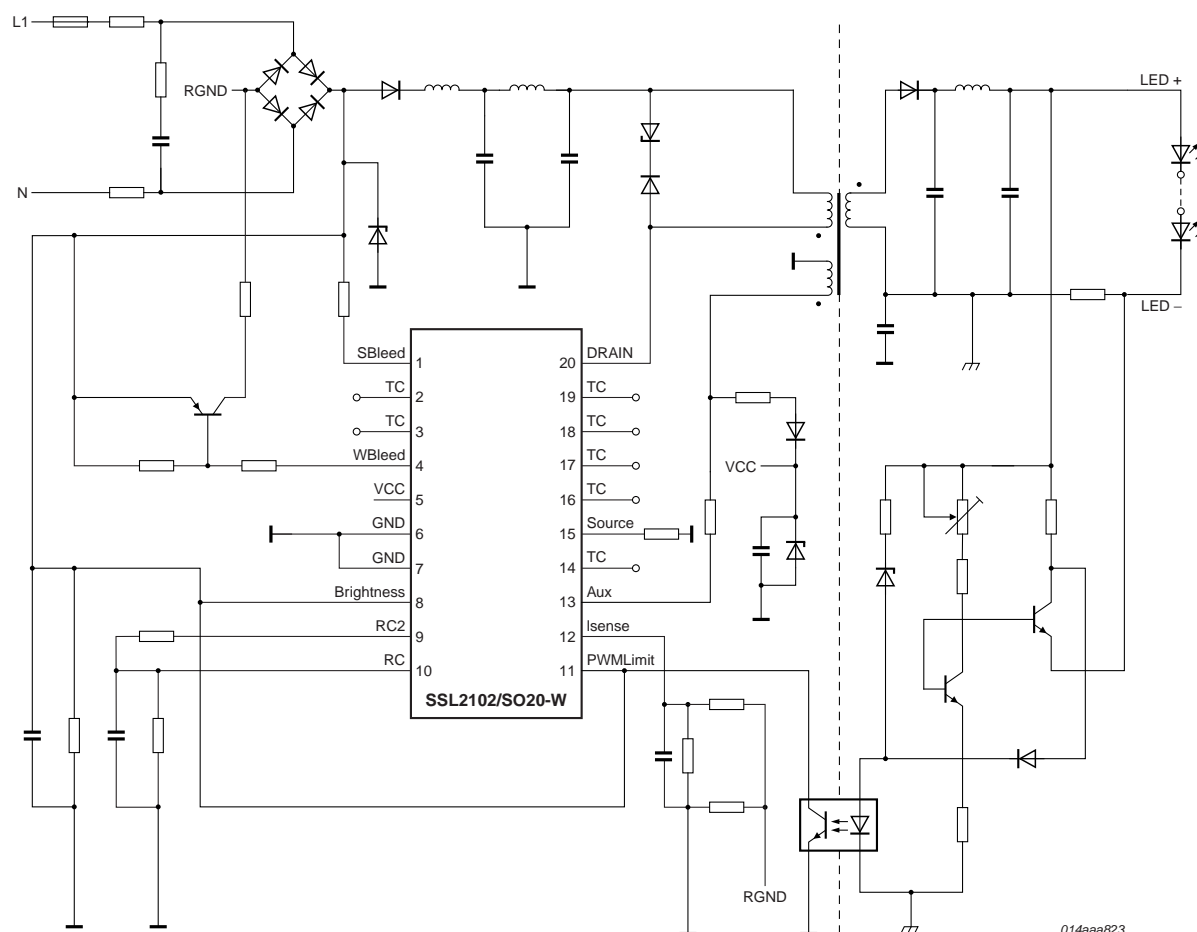 L1
RGND
LED +
N
LED −
SBleed
1
20
DRAIN
TC
2
19
TC
TC
3
18
TC
WBleed
4
17
TC
VCC
VCC
5
16
TC
GND
6
15
Source
GND
7
14
TC
Brightness
8
13
Aux
RC2
9
12
Isense
RC
10
11
PWMLimit
SSL2102/SO20-W
RGND
014aaa823